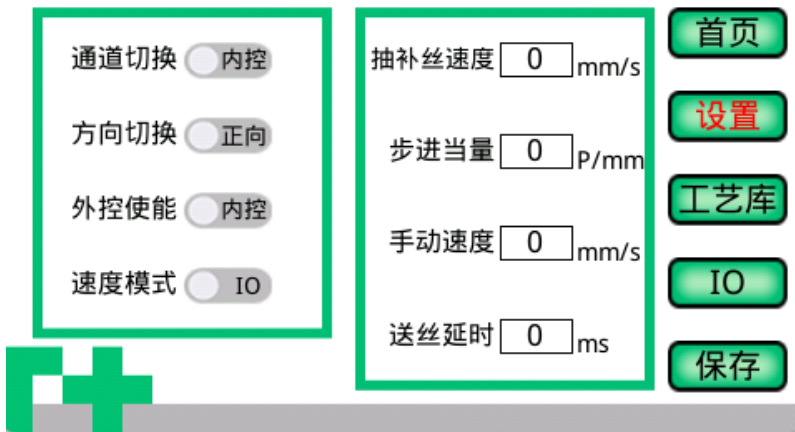 通道切换 内控
方向切换 正向
外控使能 内控
速度模式 IO
抽补丝速度 0 mm/s
步进当量 0 P/mm
手动速度 0 mm/s
送丝延时 0 ms
首页
设置
工艺库
IO
保存